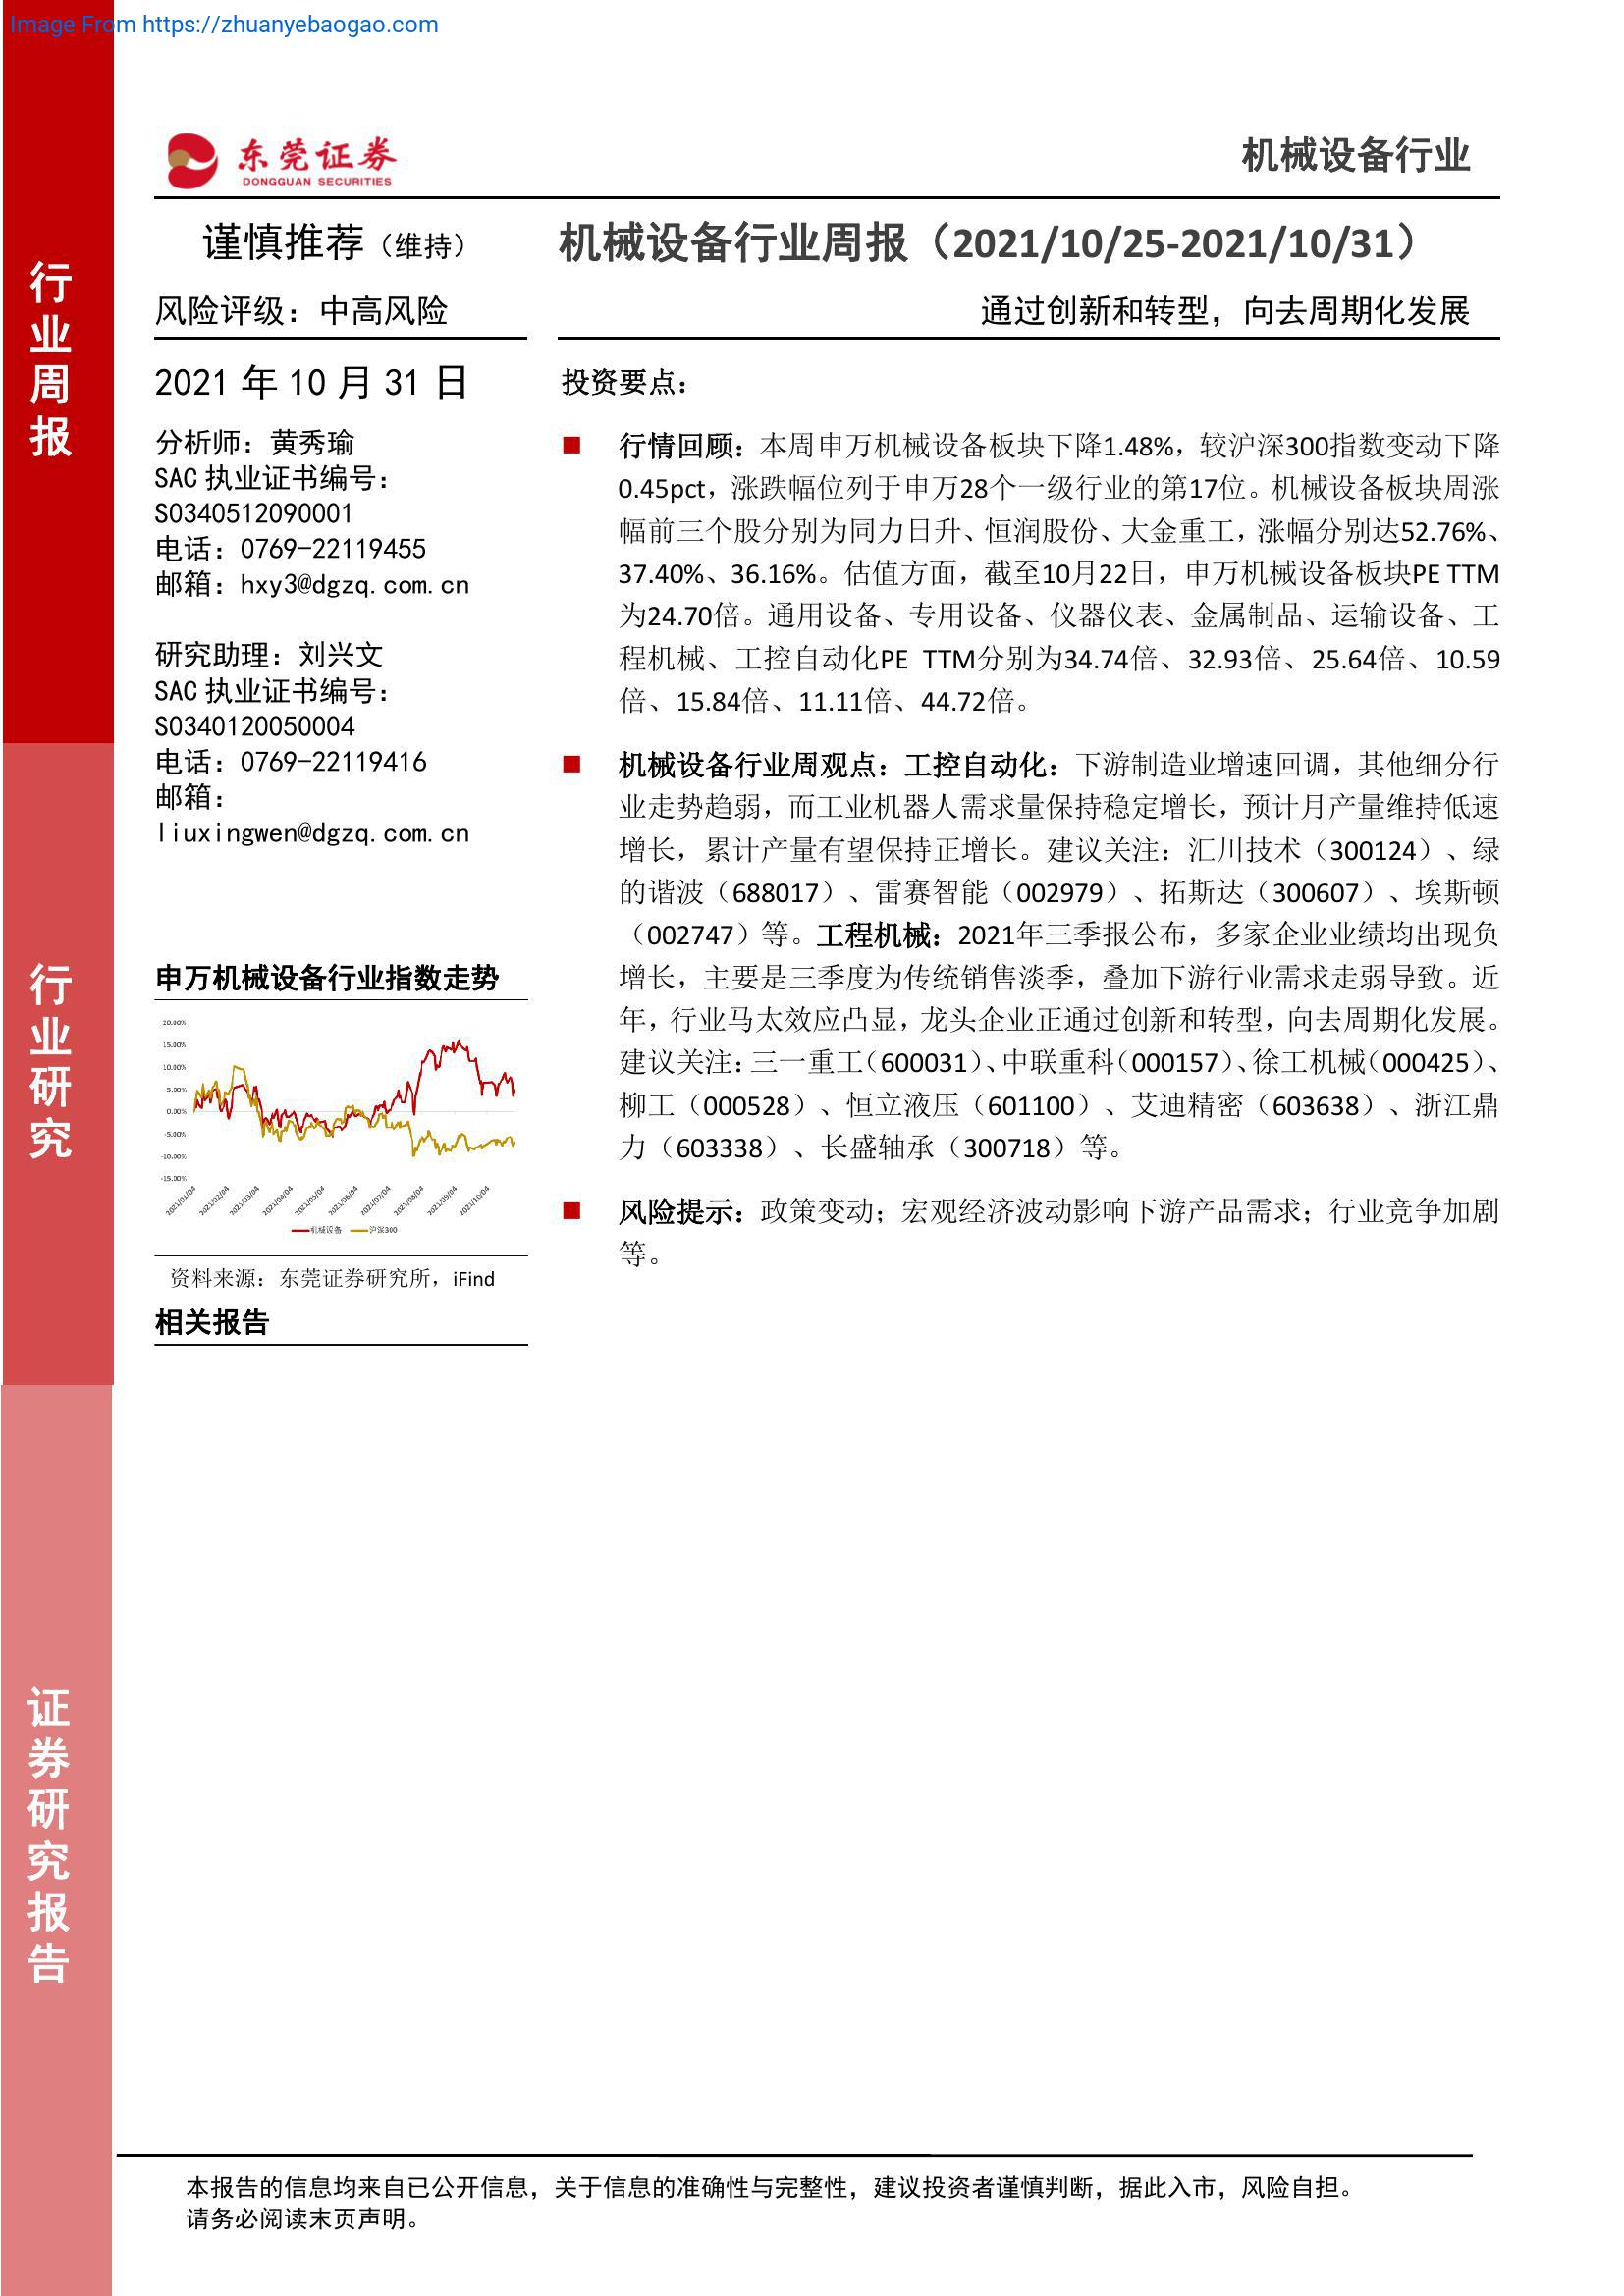 Image From https://zhuanyebaogao.com
东莞证券
DONGGUAN SECURITIES
机械设备行业
行业周报
行业研究
证券研究报告
谨慎推荐（维持）
风险评级：中高风险
2021 年 10 月 31 日
分析师：黄秀瑜
SAC 执业证书编号：
S0340512090001
电话：0769-22119455
邮箱：hxy3@dgzq.com.cn
研究助理：刘兴文
SAC 执业证书编号：
S0340120050004
电话：0769-22119416
邮箱：
liuxingwen@dgzq.com.cn
申万机械设备行业指数走势
20.00%
15.00%
10.00%
5.00%
0.00%
-5.00%
-10.00%
-15.00%
2021/01/04
2021/02/04
2021/03/04
2021/04/04
2021/05/04
2021/06/04
2021/07/04
2021/08/04
2021/09/04
2021/10/04
机械设备 沪深300
资料来源：东莞证券研究所，iFind
相关报告
机械设备行业周报（2021/10/25-2021/10/31）
通过创新和转型，向去周期化发展
投资要点：
行情回顾：本周申万机械设备板块下降1.48%，较沪深300指数变动下降
0.45pct，涨跌幅位列于申万28个一级行业的第17位。机械设备板块周涨
幅前三个股分别为同力日升、恒润股份、大金重工，涨幅分别达52.76%、
37.40%、36.16%。估值方面，截至10月22日，申万机械设备板块PE TTM
为24.70倍。通用设备、专用设备、仪器仪表、金属制品、运输设备、工
程机械、工控自动化PE TTM分别为34.74倍、32.93倍、25.64倍、10.59
倍、15.84倍、11.11倍、44.72倍。
机械设备行业周观点：工控自动化：下游制造业增速回调，其他细分行
业走势趋弱，而工业机器人需求量保持稳定增长，预计月产量维持低速
增长，累计产量有望保持正增长。建议关注：汇川技术（300124）、绿
的谐波（688017）、雷赛智能（002979）、拓斯达（300607）、埃斯顿
（002747）等。工程机械：2021年三季报公布，多家企业业绩均出现负
增长，主要是三季度为传统销售淡季，叠加下游行业需求走弱导致。近
年，行业马太效应凸显，龙头企业正通过创新和转型，向去周期化发展。
建议关注：三一重工（600031）、中联重科（000157）、徐工机械（000425）、
柳工（000528）、恒立液压（601100）、艾迪精密（603638）、浙江鼎
力（603338）、长盛轴承（300718）等。
风险提示：政策变动；宏观经济波动影响下游产品需求；行业竞争加剧
等。
本报告的信息均来自已公开信息，关于信息的准确性与完整性，建议投资者谨慎判断，据此入市，风险自担。
请务必阅读末页声明。